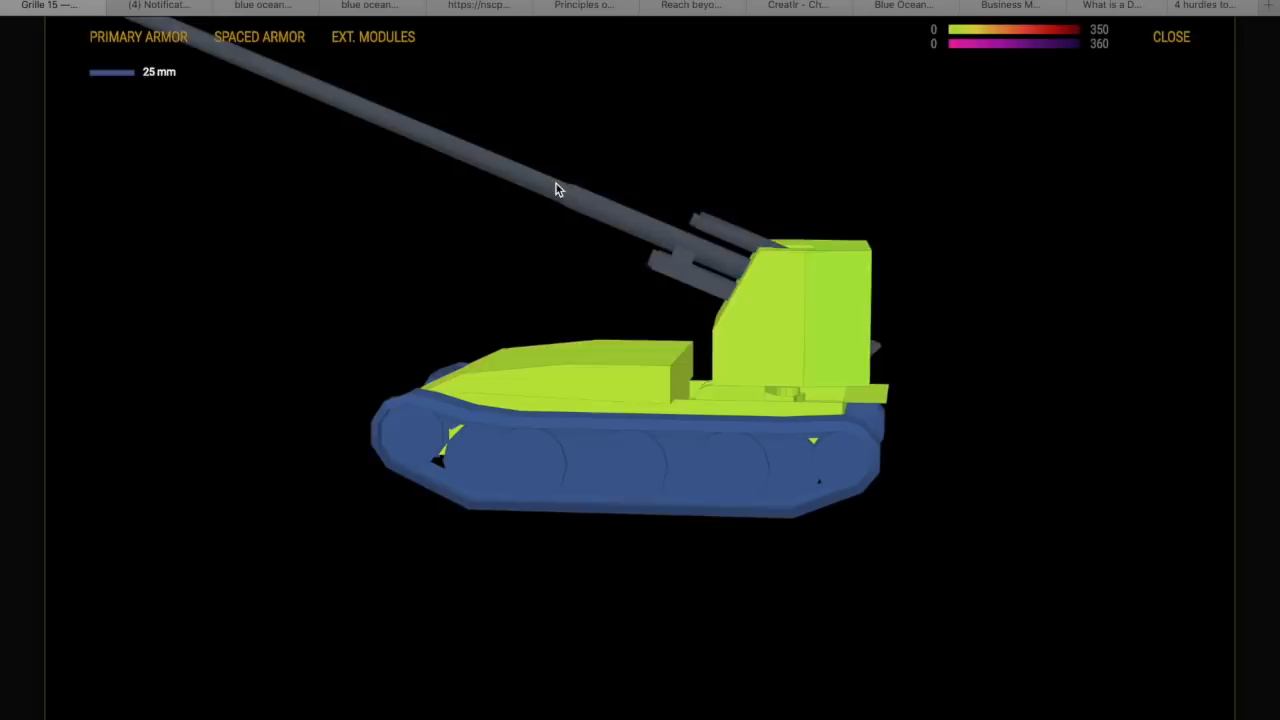 Grille 15 —... (4) Notificat... blue ocean... blue ocean... https://nscp... Principles o... Reach beyo... Creatlr - Ch... Blue Ocean... Business M... What is a D... 4 hurdles to... +
PRIMARY ARMOR SPACED ARMOR EXT. MODULES 0 350 CLOSE
0 360
25 mm